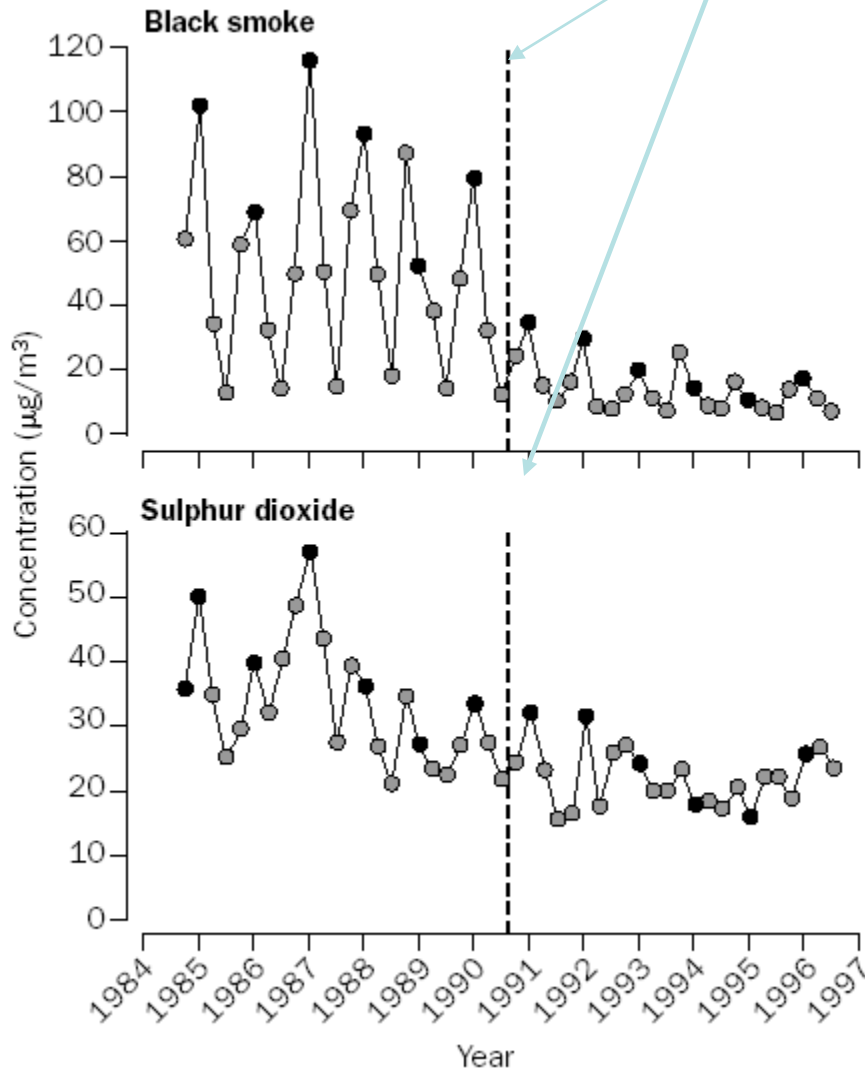 Black smoke
120
100
80
60
40
20
0
Concentration (μg/m³)
Sulphur dioxide
60
50
40
30
20
10
0
1984 1985 1986 1987 1988 1989 1990 1991 1992 1993 1994 1995 1996 1997
Year